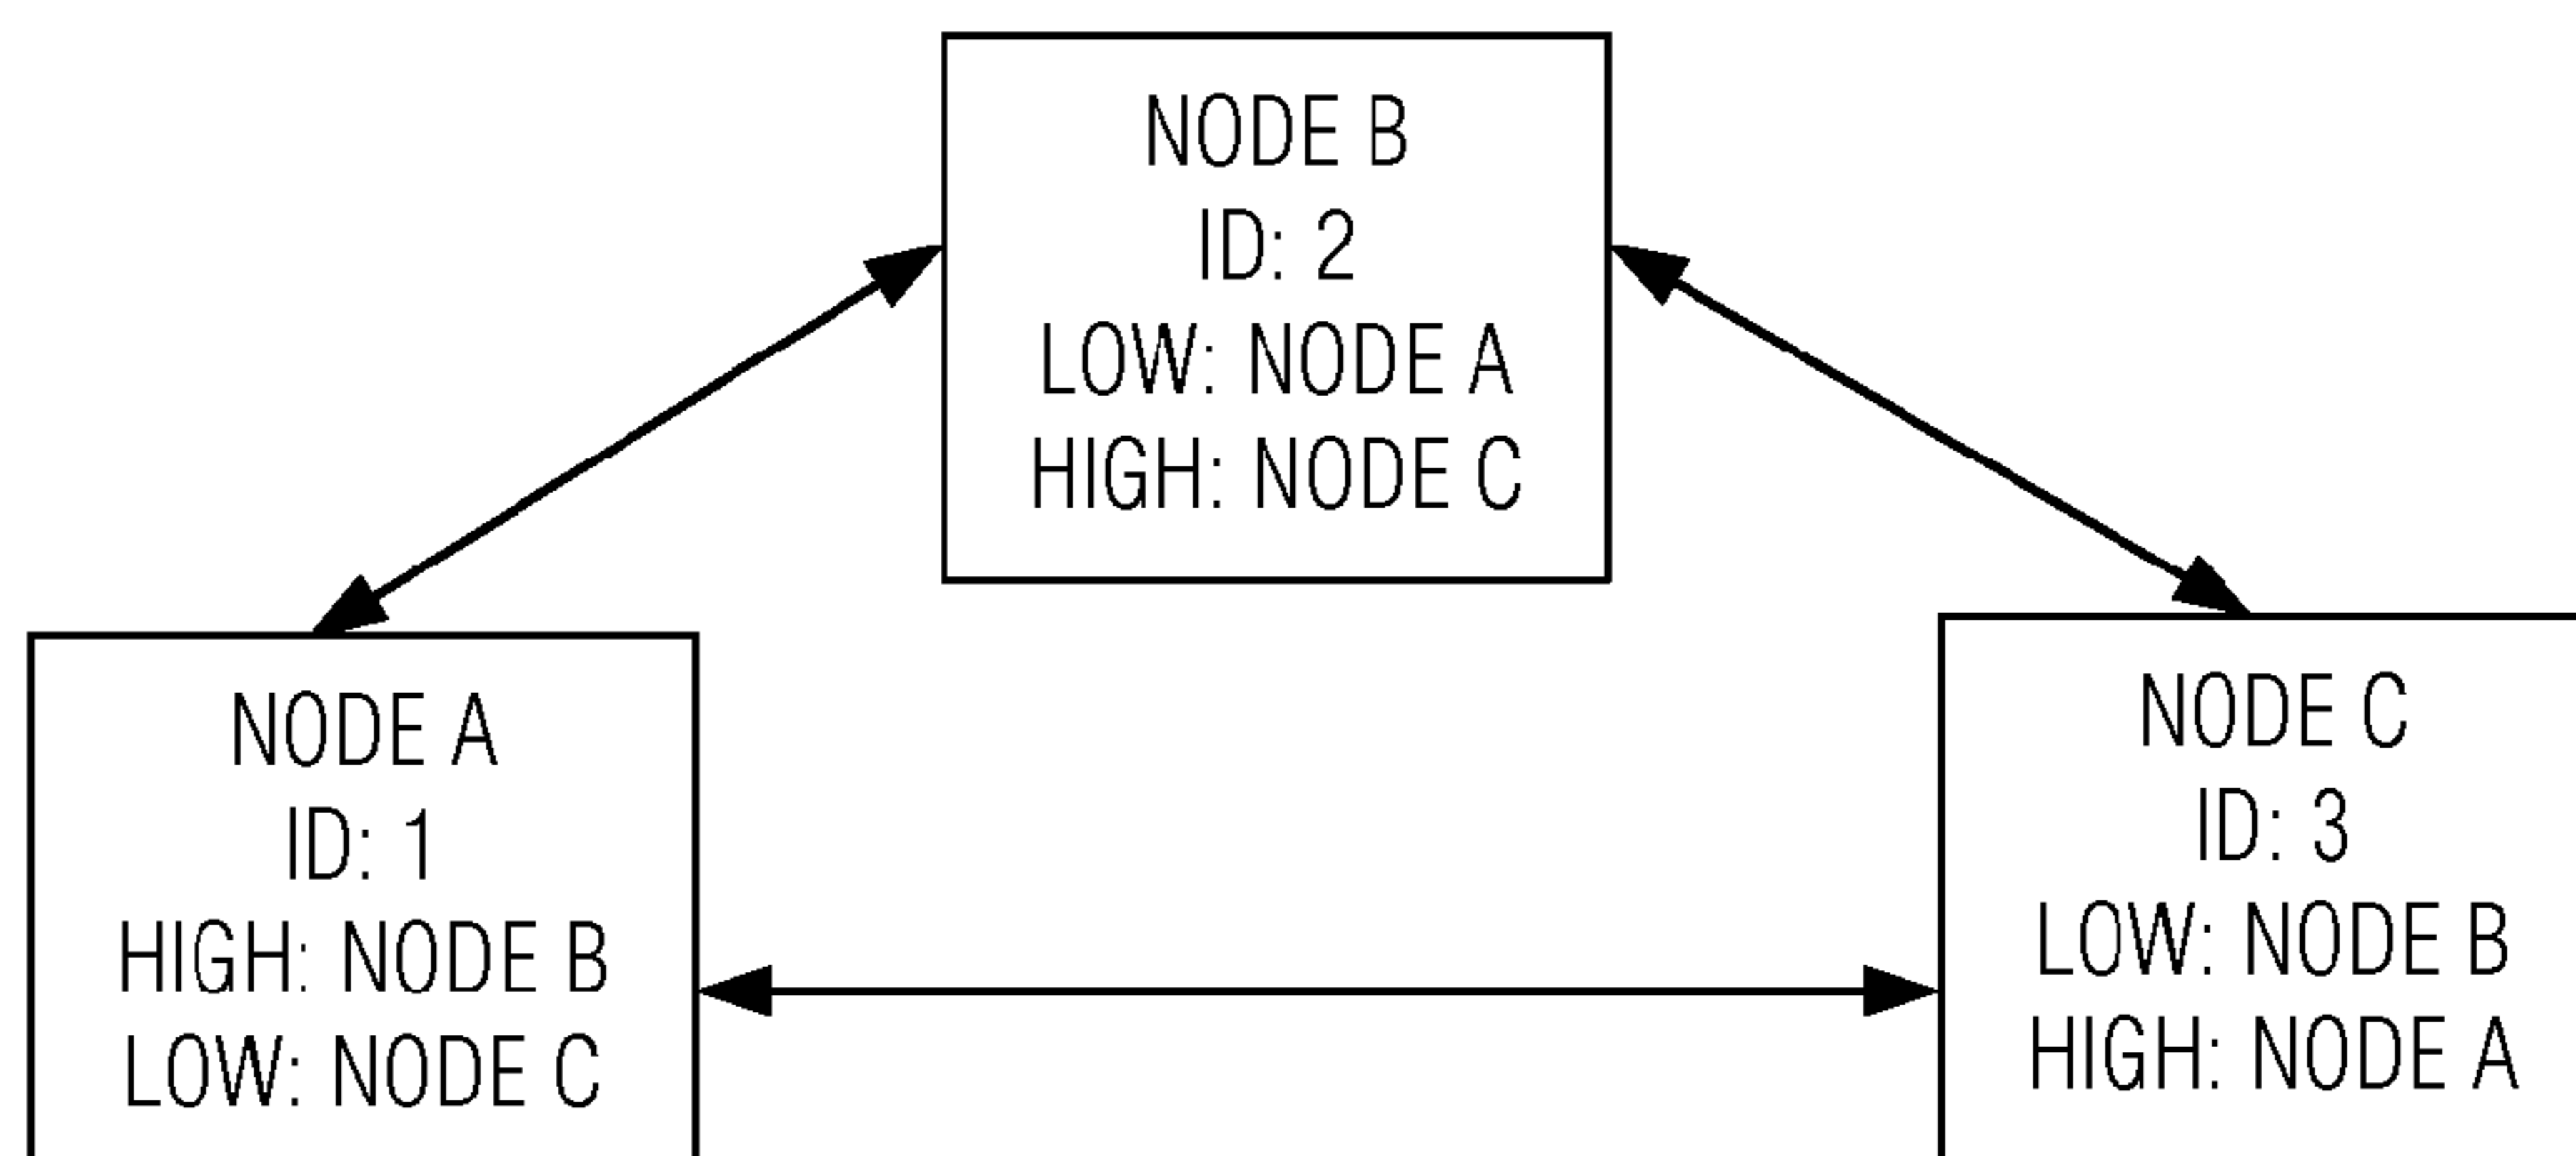 NODE B
ID: 2
LOW: NODE A
HIGH: NODE C
NODE A
ID: 1
HIGH: NODE B
LOW: NODE C
NODE C
ID: 3
LOW: NODE B
HIGH: NODE A